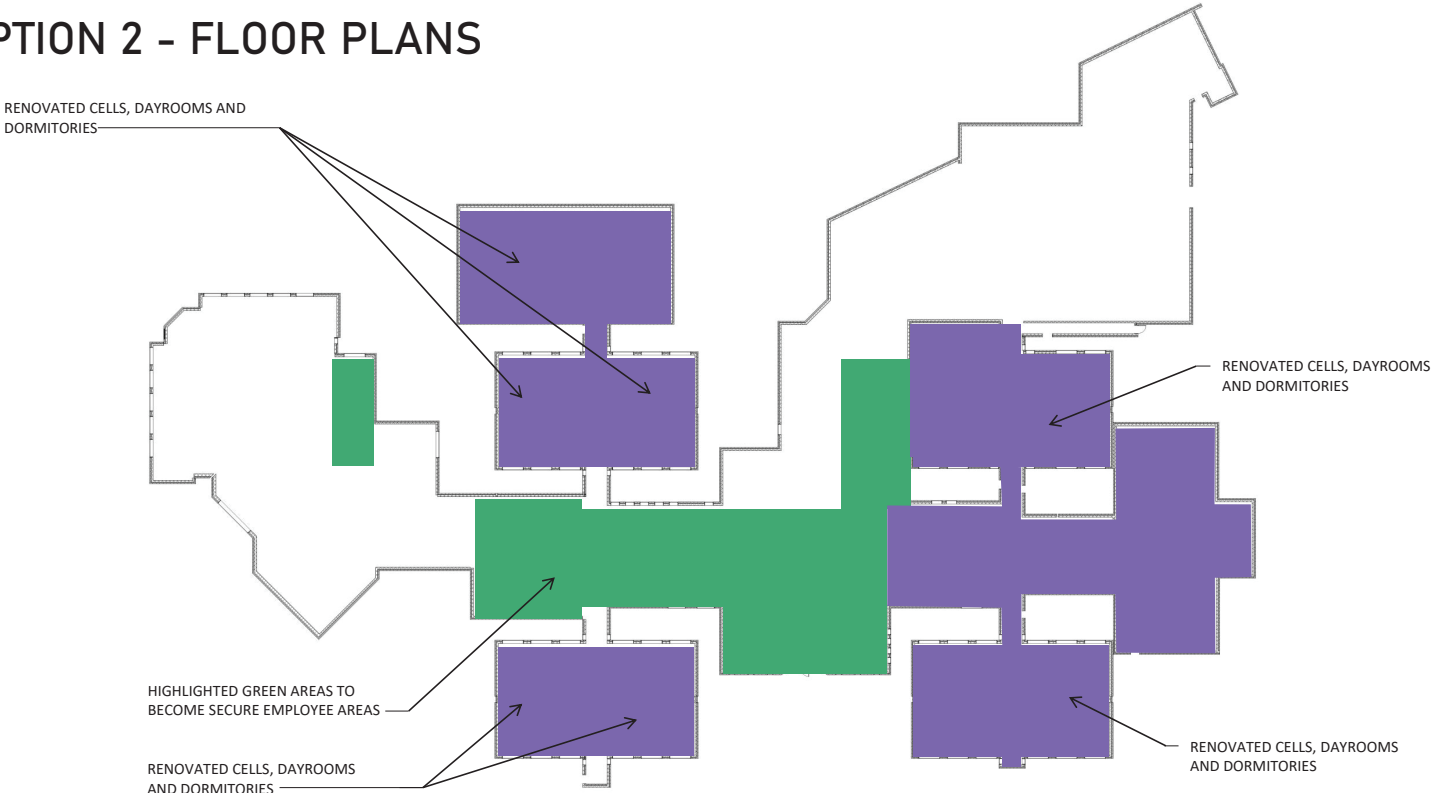 PTION 2 - FLOOR PLANS
RENOVATED CELLS, DAYROOMS AND
DORMITORIES
RENOVATED CELLS, DAYROOMS
AND DORMITORIES
HIGHLIGHTED GREEN AREAS TO
BECOME SECURE EMPLOYEE AREAS
RENOVATED CELLS, DAYROOMS
AND DORMITORIES
RENOVATED CELLS, DAYROOMS
AND DORMITORIES